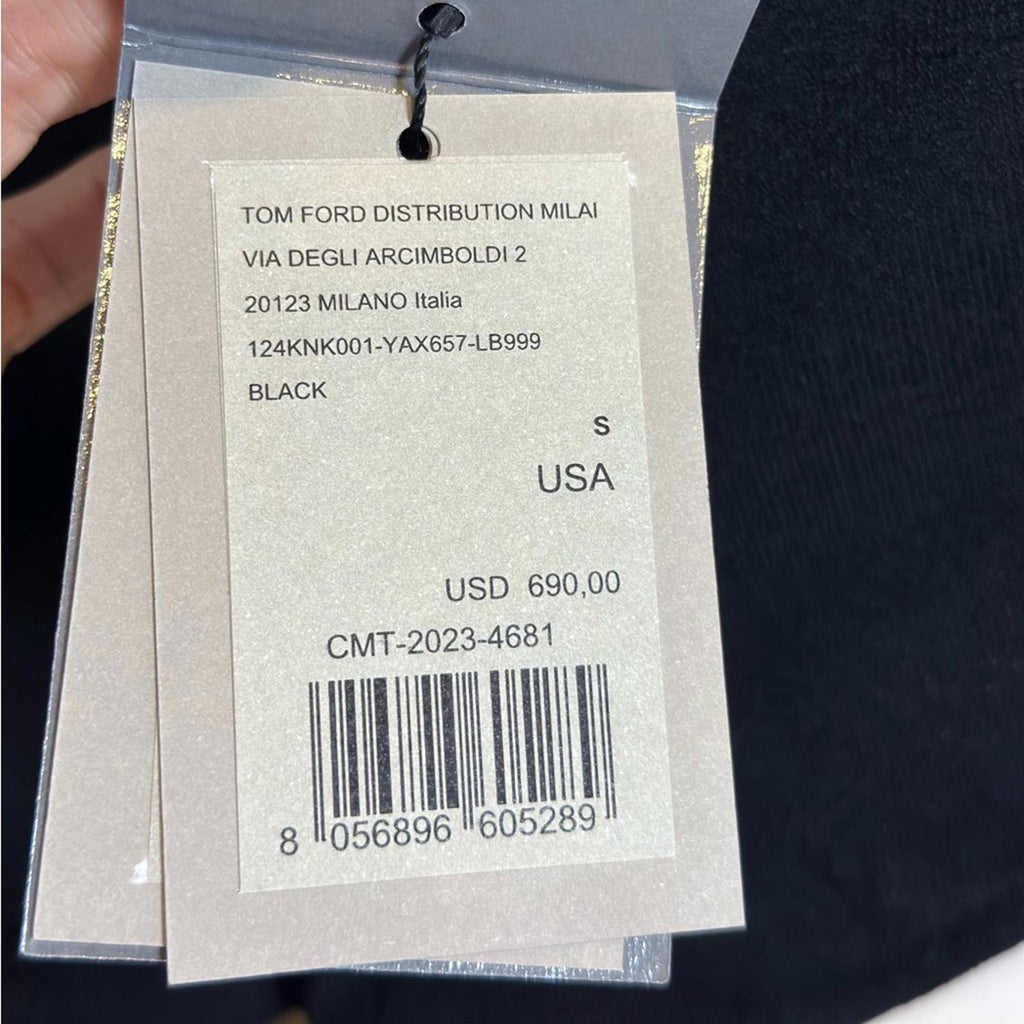 TOM FORD DISTRIBUTION MILAI
VIA DEGLI ARCIMBOLDI 2
20123 MILANO Italia
124KNK001-YAX657-LB999
BLACK
S
USA
USD 690,00
CMT-2023-4681
8 056896 605289